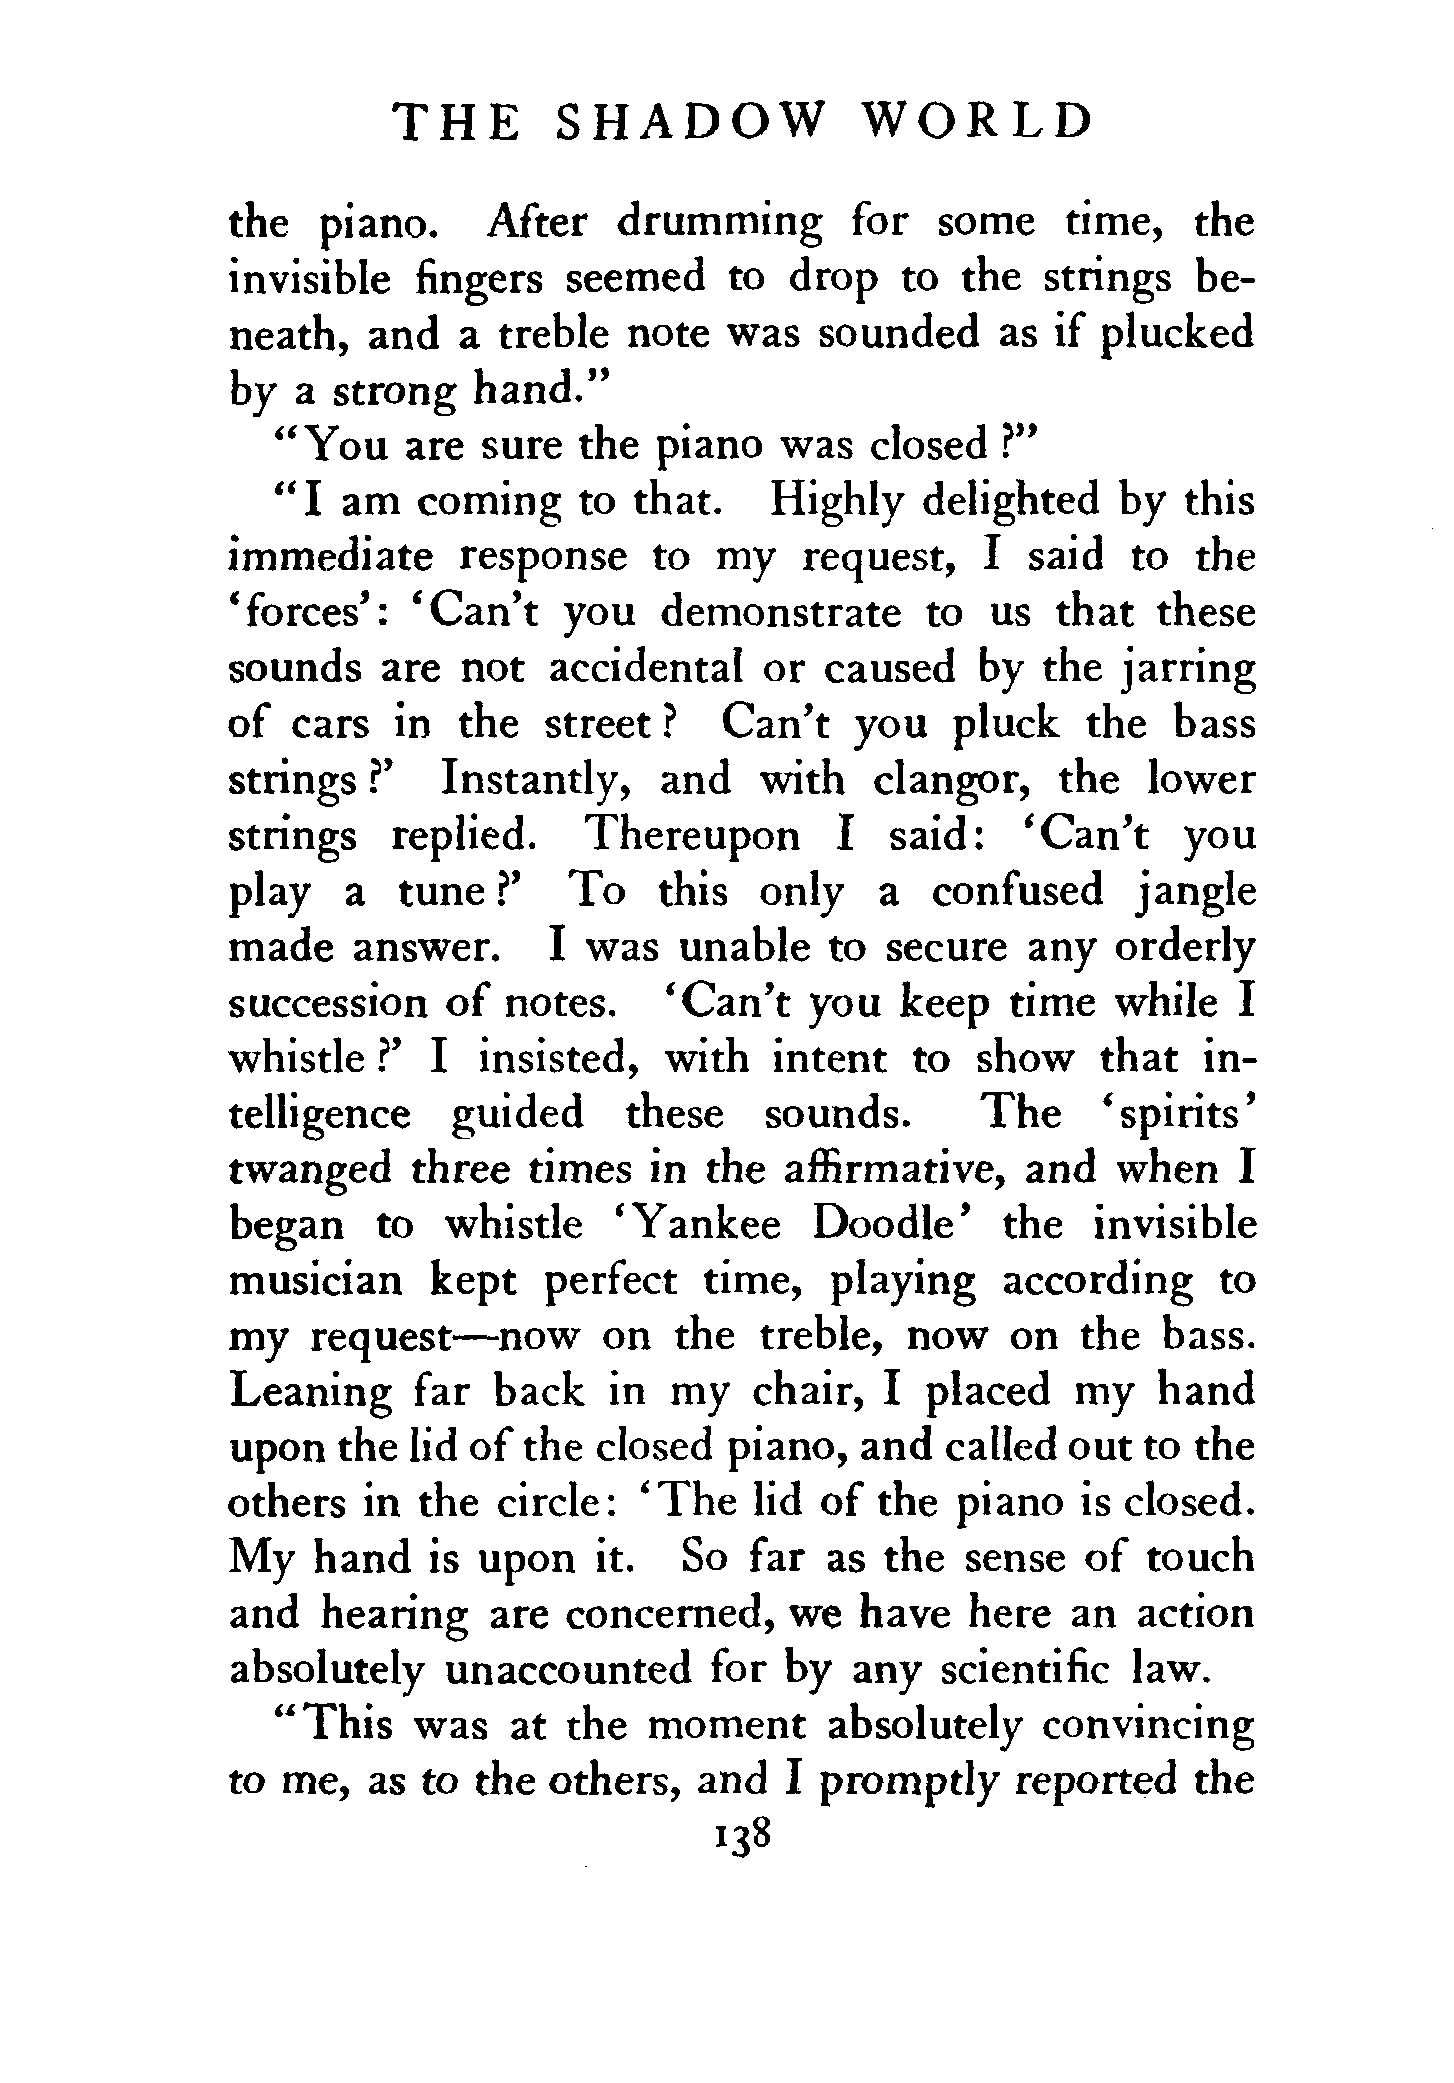 THE SHADOW WORLD
the piano. After drumming for some time, the
invisible fingers seemed to drop to the strings be-
neath, and a treble note was sounded as if plucked
by a strong hand."
"You are sure the piano was closed?"
"I am coming to that. Highly delighted by this
immediate response to my request, I said to the
'forces': 'Can't you demonstrate to us that these
sounds are not accidental or caused by the jarring
of cars in the street? Can't you pluck the bass
strings?' Instantly, and with clangor, the lower
strings replied. Thereupon I said: 'Can't you
play a tune?' To this only a confused jangle
made answer. I was unable to secure any orderly
succession of notes. 'Can't you keep time while I
whistle?' I insisted, with intent to show that in-
telligence guided these sounds. The 'spirits'
twanged three times in the affirmative, and when I
began to whistle 'Yankee Doodle' the invisible
musician kept perfect time, playing according to
my request—now on the treble, now on the bass.
Leaning far back in my chair, I placed my hand
upon the lid of the closed piano, and called out to the
others in the circle: 'The lid of the piano is closed.
My hand is upon it. So far as the sense of touch
and hearing are concerned, we have here an action
absolutely unaccounted for by any scientific law.
"This was at the moment absolutely convincing
to me, as to the others, and I promptly reported the
138